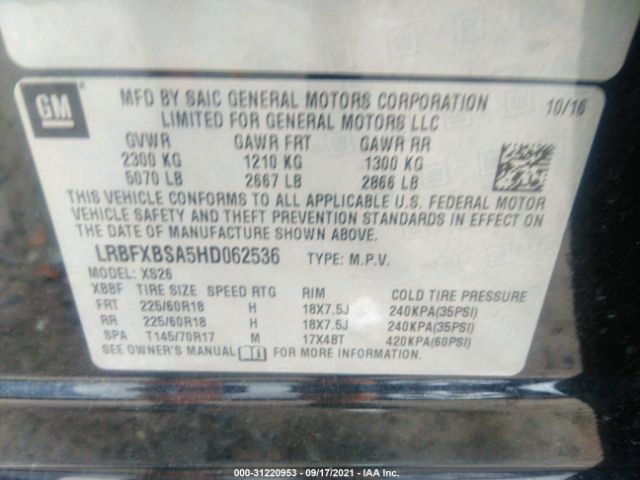 GM
MFD BY SAIC GENERAL MOTORS CORPORATION 10/16
LIMITED FOR GENERAL MOTORS LLC
GVWR GAWR FRT GAWR RR
2300 KG 1210 KG 1300 KG
5070 LB 2667 LB 2866 LB
THIS VEHICLE CONFORMS TO ALL APPLICABLE U.S. FEDERAL MOTOR
VEHICLE SAFETY AND THEFT PREVENTION STANDARDS IN EFFECT ON
THE DATE OF MANUFACTURE SHOWN ABOVE.
LRBFXBSA5HD062536 TYPE: M.P.V.
MODEL: XS26
XBBF TIRE SIZE SPEED RTG RIM COLD TIRE PRESSURE
FRT 225/60R18 H 18X7.5J 240KPA(35PSI)
RR 225/60R18 H 18X7.5J 240KPA(35PSI)
SPA T145/70R17 M 17X4BT 420KPA(60PSI)
SEE OWNER'S MANUAL FOR ADDITIONAL INFORMATION.
000-31220953 - 09/17/2021 - IAA Inc.